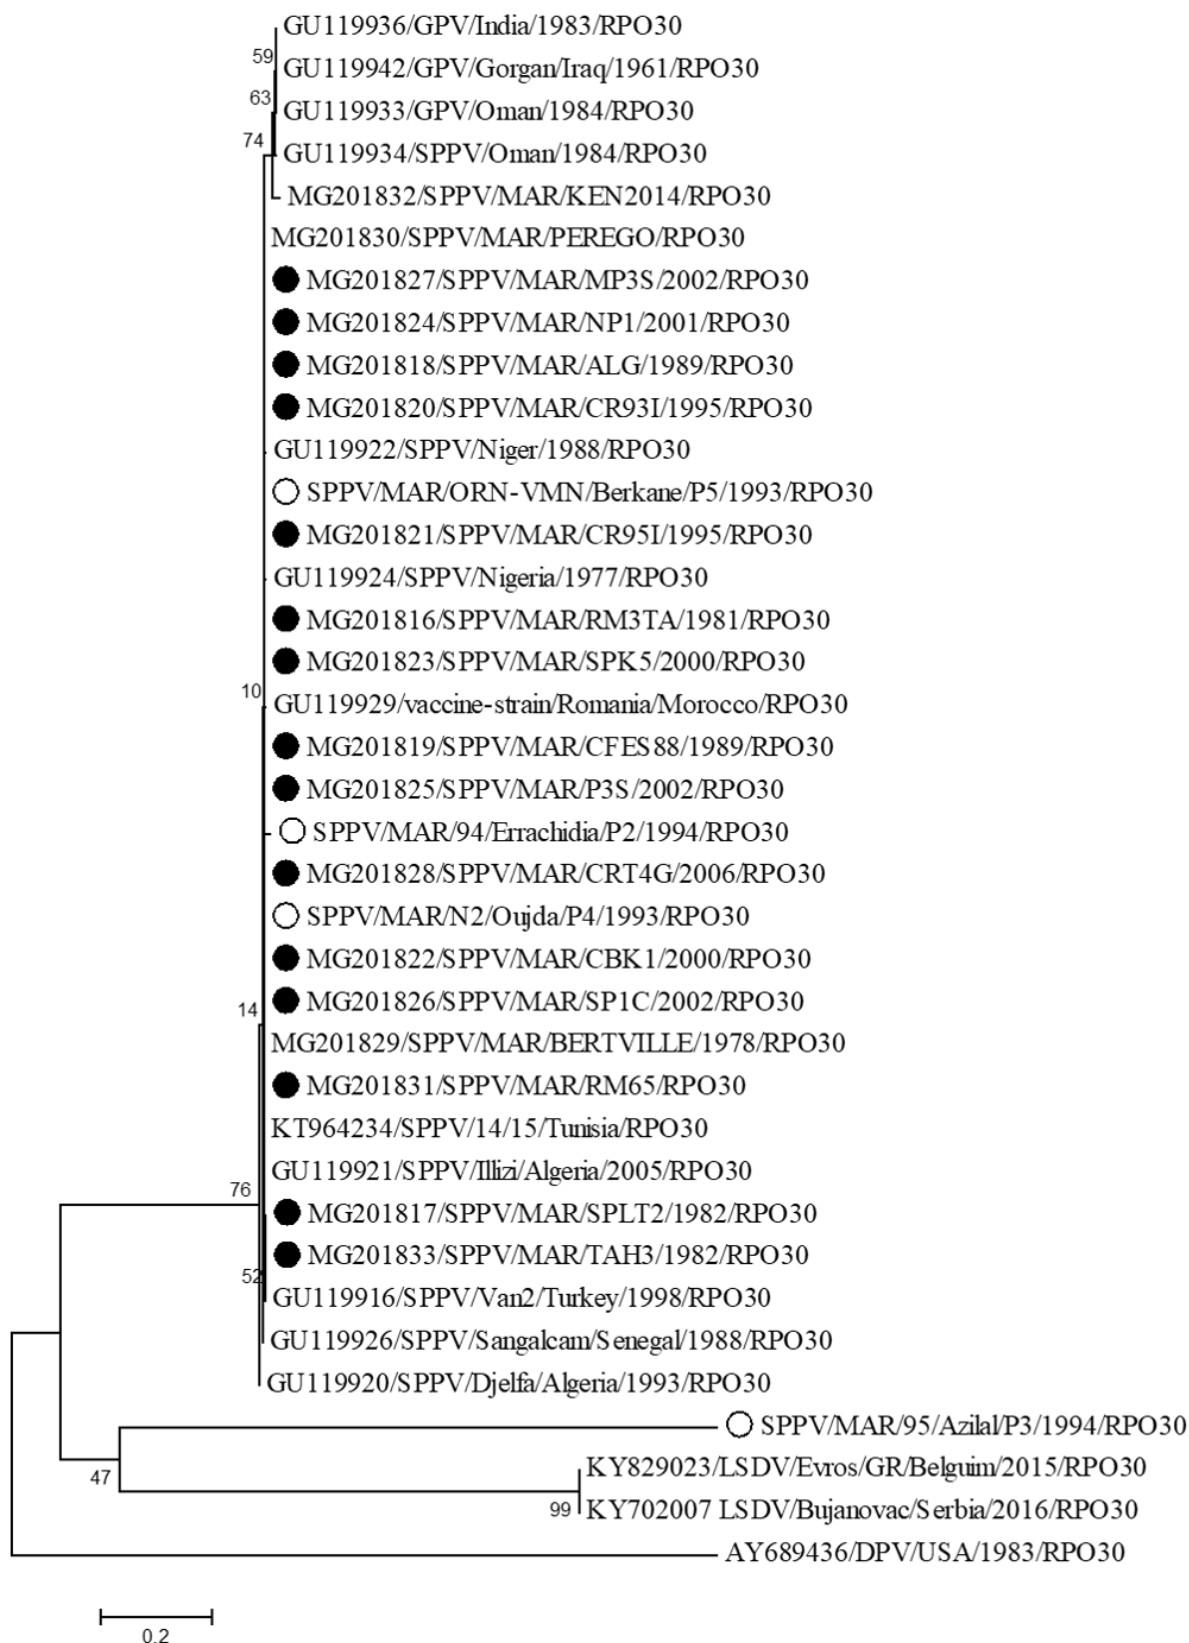 GU119936/GPV/India/1983/RPO30
59
GU119942/GPV/Gorgan/Iraq/1961/RPO30
63
GU119933/GPV/Oman/1984/RPO30
74
GU119934/SPPV/Oman/1984/RPO30
MG201832/SPPV/MAR/KEN2014/RPO30
MG201830/SPPV/MAR/PEREGO/RPO30
MG201827/SPPV/MAR/MP3S/2002/RPO30
MG201824/SPPV/MAR/NP1/2001/RPO30
MG201818/SPPV/MAR/ALG/1989/RPO30
MG201820/SPPV/MAR/CR93I/1995/RPO30
GU119922/SPPV/Niger/1988/RPO30
SPPV/MAR/ORN-VMN/Berkane/P5/1993/RPO30
MG201821/SPPV/MAR/CR95I/1995/RPO30
GU119924/SPPV/Nigeria/1977/RPO30
MG201816/SPPV/MAR/RM3TA/1981/RPO30
MG201823/SPPV/MAR/SPK5/2000/RPO30
10
GU119929/vaccine-strain/Romania/Morocco/RPO30
MG201819/SPPV/MAR/CFES88/1989/RPO30
MG201825/SPPV/MAR/P3S/2002/RPO30
SPPV/MAR/94/Errachidia/P2/1994/RPO30
MG201828/SPPV/MAR/CRT4G/2006/RPO30
SPPV/MAR/N2/Oujda/P4/1993/RPO30
MG201822/SPPV/MAR/CBK1/2000/RPO30
MG201826/SPPV/MAR/SP1C/2002/RPO30
14
MG201829/SPPV/MAR/BERTVILLE/1978/RPO30
MG201831/SPPV/MAR/RM65/RPO30
KT964234/SPPV/14/15/Tunisia/RPO30
GU119921/SPPV/Illizi/Algeria/2005/RPO30
76
MG201817/SPPV/MAR/SPLT2/1982/RPO30
MG201833/SPPV/MAR/TAH3/1982/RPO30
52
GU119916/SPPV/Van2/Turkey/1998/RPO30
GU119926/SPPV/Sangalcam/Senegal/1988/RPO30
GU119920/SPPV/Djelfa/Algeria/1993/RPO30
SPPV/MAR/95/Azilal/P3/1994/RPO30
47
KY829023/LSDV/Evros/GR/Belguim/2015/RPO30
99
KY702007 LSDV/Bujanovac/Serbia/2016/RPO30
AY689436/DPV/USA/1983/RPO30
0.2